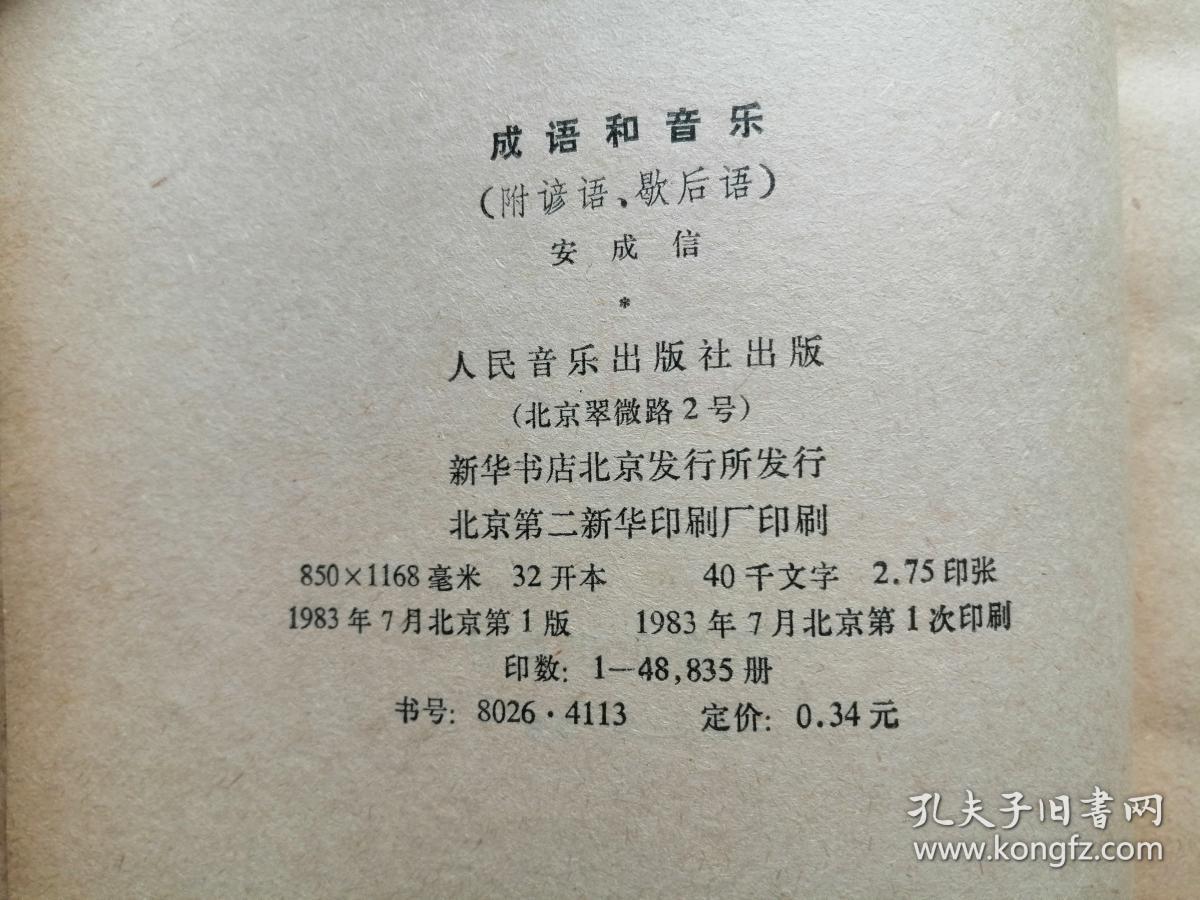 成语和音乐
(附谚语、歇后语)
安成信
*
人民音乐出版社出版
(北京翠微路2号)
新华书店北京发行所发行
北京第二新华印刷厂印刷
850×1168毫米 32开本 40千文字 2.75印张
1983年7月北京第1版 1983年7月北京第1次印刷
印数: 1—48,835册
书号: 8026·4113 定价: 0.34元
孔夫子旧书网
www.kongfz.com